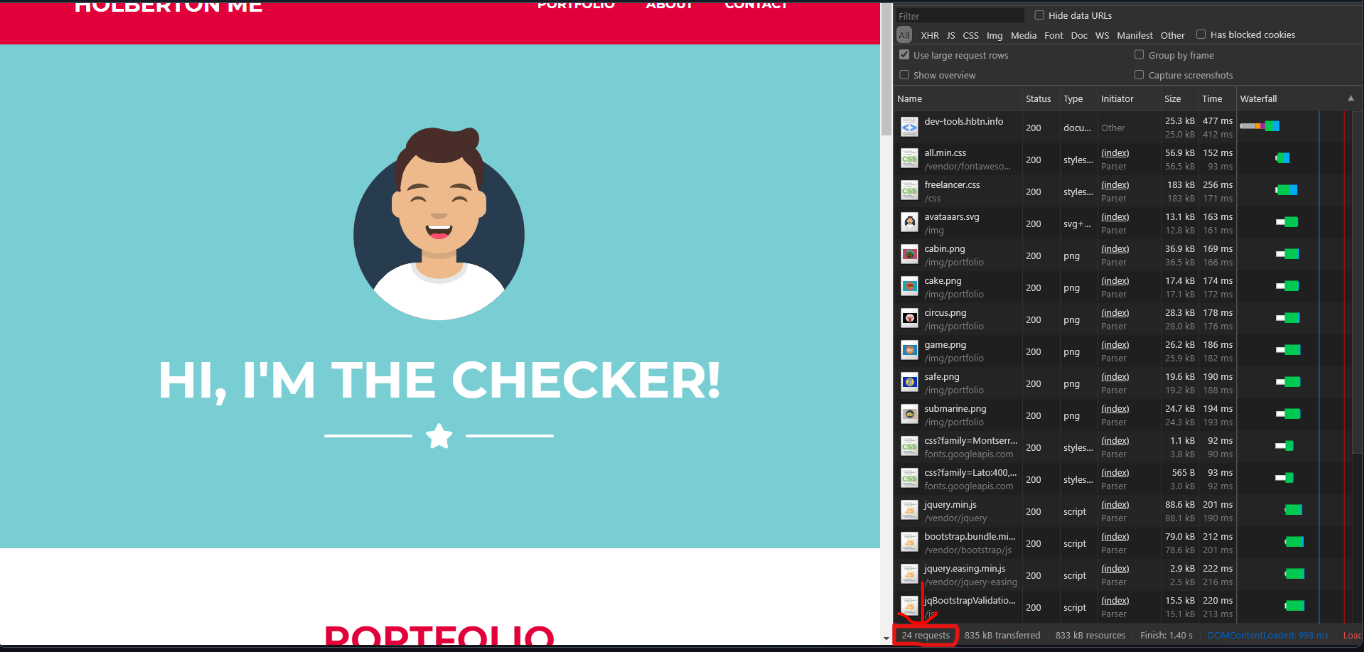 HOLBERTON ME
PORTFOLIO ABOUT CONTACT
HI, I'M THE CHECKER!
PORTFOLIO
Filter
Hide data URLs
All XHR JS CSS Img Media Font Doc WS Manifest Other Has blocked cookies
Use large request rows Group by frame
Show overview Capture screenshots
Name Status Type Initiator Size Time Waterfall
dev-tools.hbtn.info 200 docu... Other 25.3 kB 477 ms
25.0 kB 412 ms
all.min.css 200 styles... (index) 56.9 kB 152 ms
/vendor/fontaweso... Parser 56.5 kB 93 ms
freelancer.css 200 styles... (index) 183 kB 256 ms
/css Parser 183 kB 171 ms
avataaars.svg 200 svg+... (index) 13.1 kB 163 ms
/img Parser 12.8 kB 161 ms
cabin.png 200 png (index) 36.9 kB 169 ms
/img/portfolio Parser 36.5 kB 166 ms
cake.png 200 png (index) 17.4 kB 174 ms
/img/portfolio Parser 17.1 kB 172 ms
circus.png 200 png (index) 28.3 kB 178 ms
/img/portfolio Parser 28.0 kB 176 ms
game.png 200 png (index) 26.2 kB 186 ms
/img/portfolio Parser 25.9 kB 182 ms
safe.png 200 png (index) 19.6 kB 190 ms
/img/portfolio Parser 19.2 kB 188 ms
submarine.png 200 png (index) 24.7 kB 194 ms
/img/portfolio Parser 24.3 kB 193 ms
css?family=Montserr... 200 styles... (index) 1.1 kB 92 ms
fonts.googleapis.com Parser 3.8 kB 90 ms
css?family=Lato:400,... 200 styles... (index) 565 B 93 ms
fonts.googleapis.com Parser 3.0 kB 92 ms
jquery.min.js 200 script (index) 88.6 kB 201 ms
/vendor/jquery Parser 88.1 kB 190 ms
bootstrap.bundle.mi... 200 script (index) 79.0 kB 212 ms
/vendor/bootstrap/js Parser 78.6 kB 201 ms
jquery.easing.min.js 200 script (index) 2.9 kB 222 ms
/vendor/jquery-easing Parser 2.5 kB 216 ms
jqBootstrapValidatio... 200 script (index) 15.5 kB 220 ms
/js Parser 15.1 kB 213 ms
24 requests 835 kB transferred 833 kB resources Finish: 1.40 s DOMContentLoaded: 998 ms Load